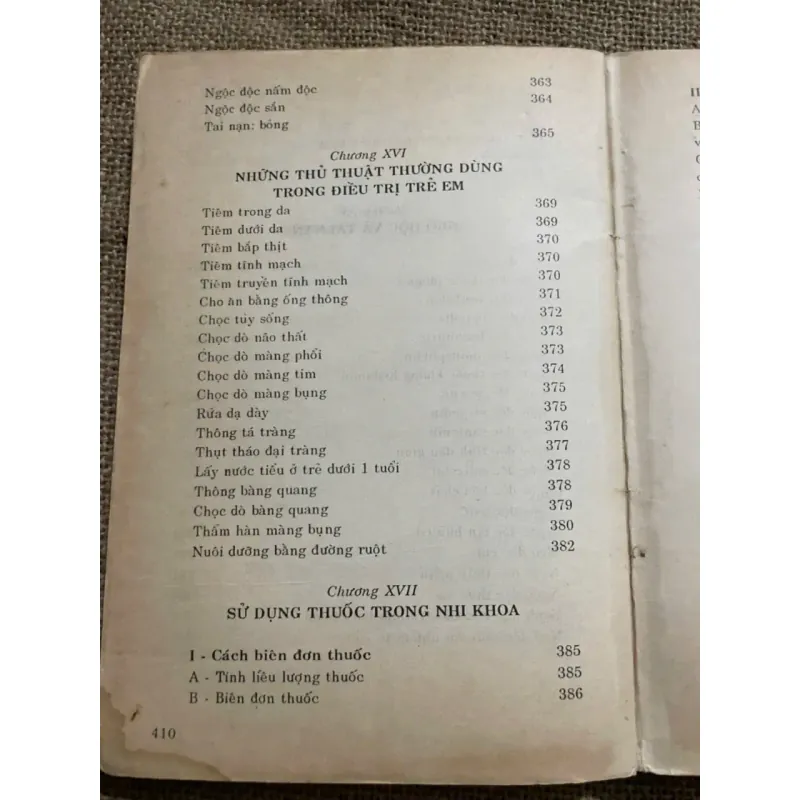 Ngộc độc nấm độc 363
Ngộc độc sắn 364
Tai nạn: bỏng 365
Chương XVI
NHỮNG THỦ THUẬT THƯỜNG DÙNG
TRONG ĐIỀU TRỊ TRẺ EM
Tiêm trong da 369
Tiêm dưới da 369
Tiêm bắp thịt 370
Tiêm tĩnh mạch 370
Tiêm truyền tĩnh mạch 370
Cho ăn bằng ống thông 371
Chọc tủy sống 372
Chọc dò não thất 373
Chọc dò màng phổi 373
Chọc dò màng tim 374
Chọc dò màng bụng 375
Rửa dạ dày 375
Thông tá tràng 376
Thụt tháo đại tràng 377
Lấy nước tiểu ở trẻ dưới 1 tuổi 378
Thông bàng quang 378
Chọc dò bàng quang 379
Thẩm hàn màng bụng 380
Nuôi dưỡng bằng đường ruột 382
Chương XVII
SỬ DỤNG THUỐC TRONG NHI KHOA
I - Cách biên đơn thuốc 385
A - Tính liều lượng thuốc 385
B - Biên đơn thuốc 386
410